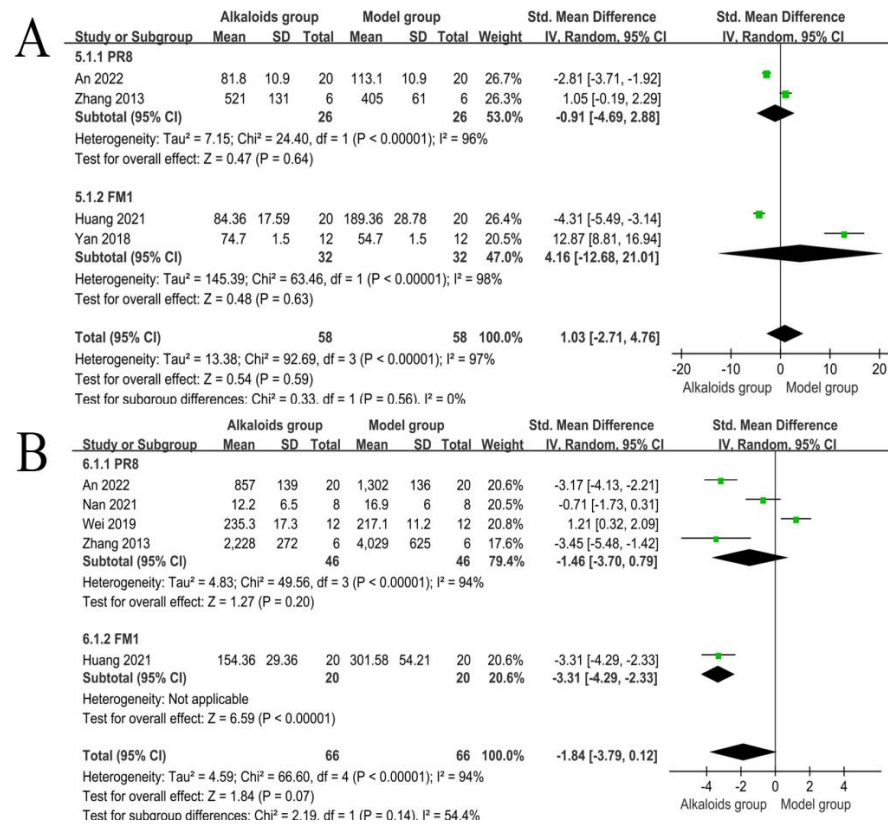 A
Alkaloids group Model group Std. Mean Difference Std. Mean Difference
Study or Subgroup Mean SD Total Mean SD Total Weight IV, Random, 95% CI IV, Random, 95% CI
5.1.1 PR8
An 2022 81.8 10.9 20 113.1 10.9 20 26.7% -2.81 [-3.71, -1.92]
Zhang 2013 521 131 6 405 61 6 26.3% 1.05 [-0.19, 2.29]
Subtotal (95% CI) 26 26 53.0% -0.91 [-4.69, 2.88]
Heterogeneity: Tau² = 7.15; Chi² = 24.40, df = 1 (P < 0.00001); I² = 96%
Test for overall effect: Z = 0.47 (P = 0.64)
5.1.2 FM1
Huang 2021 84.36 17.59 20 189.36 28.78 20 26.4% -4.31 [-5.49, -3.14]
Yan 2018 74.7 1.5 12 54.7 1.5 12 20.5% 12.87 [8.81, 16.94]
Subtotal (95% CI) 32 32 47.0% 4.16 [-12.68, 21.01]
Heterogeneity: Tau² = 145.39; Chi² = 63.46, df = 1 (P < 0.00001); I² = 98%
Test for overall effect: Z = 0.48 (P = 0.63)
Total (95% CI) 58 58 100.0% 1.03 [-2.71, 4.76]
Heterogeneity: Tau² = 13.38; Chi² = 92.69, df = 3 (P < 0.00001); I² = 97%
Test for overall effect: Z = 0.54 (P = 0.59)
Test for subgroup differences: Chi² = 0.33, df = 1 (P = 0.56), I² = 0%
-20 -10 0 10 20
Alkaloids group Model group
B
Alkaloids group Model group Std. Mean Difference Std. Mean Difference
Study or Subgroup Mean SD Total Mean SD Total Weight IV, Random, 95% CI IV, Random, 95% CI
6.1.1 PR8
An 2022 857 139 20 1,302 136 20 20.6% -3.17 [-4.13, -2.21]
Nan 2021 12.2 6.5 8 16.9 6 8 20.5% -0.71 [-1.73, 0.31]
Wei 2019 235.3 17.3 12 217.1 11.2 12 20.8% 1.21 [0.32, 2.09]
Zhang 2013 2,228 272 6 4,029 625 6 17.6% -3.45 [-5.48, -1.42]
Subtotal (95% CI) 46 46 79.4% -1.46 [-3.70, 0.79]
Heterogeneity: Tau² = 4.83; Chi² = 49.56, df = 3 (P < 0.00001); I² = 94%
Test for overall effect: Z = 1.27 (P = 0.20)
6.1.2 FM1
Huang 2021 154.36 29.36 20 301.58 54.21 20 20.6% -3.31 [-4.29, -2.33]
Subtotal (95% CI) 20 20 20.6% -3.31 [-4.29, -2.33]
Heterogeneity: Not applicable
Test for overall effect: Z = 6.59 (P < 0.00001)
Total (95% CI) 66 66 100.0% -1.84 [-3.79, 0.12]
Heterogeneity: Tau² = 4.59; Chi² = 66.60, df = 4 (P < 0.00001); I² = 94%
Test for overall effect: Z = 1.84 (P = 0.07)
Test for subgroup differences: Chi² = 2.19, df = 1 (P = 0.14), I² = 54.4%
-4 -2 0 2 4
Alkaloids group Model group